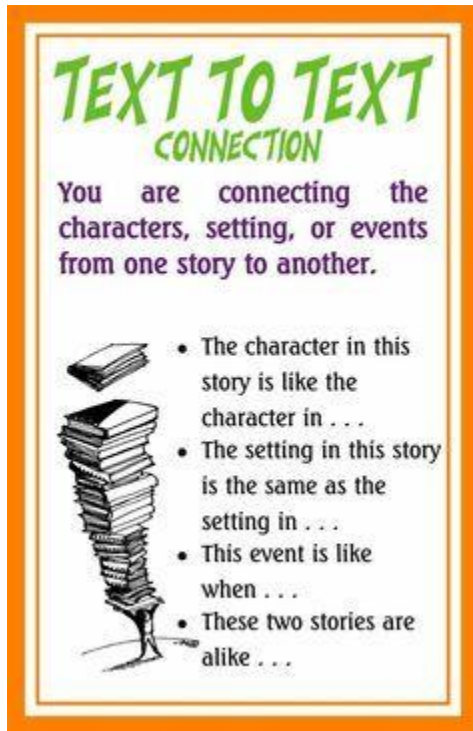 TEXT TO TEXT
CONNECTION
You are connecting the
characters, setting, or events
from one story to another.
• The character in this
story is like the
character in . . .
• The setting in this story
is the same as the
setting in . . .
• This event is like
when . . .
• These two stories are
alike . . .